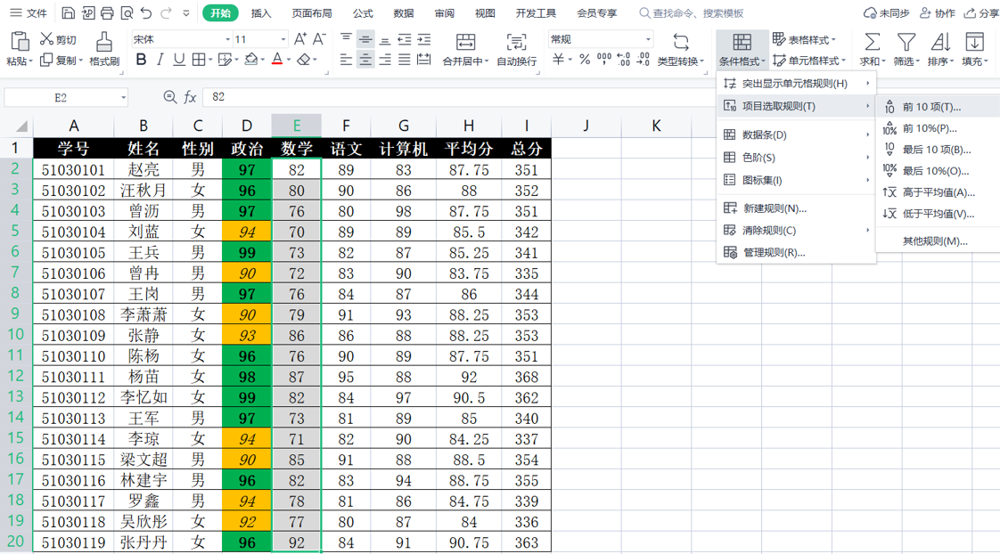 文件 开始 插入 页面布局 公式 数据 审阅 视图 开发工具 会员专享 查找命令、搜索模板 未同步 协作 分享
剪切 宋体 11 A+ A- 常规 表格样式
粘贴 复制 格式刷 B I U A 合并居中 自动换行 ¥ % 类型转换 条件格式 单元格样式 求和 筛选 排序 填充
E2 fx 82
突出显示单元格规则(H)
项目选取规则(T)
数据条(D)
色阶(S)
图标集(I)
新建规则(N)...
清除规则(C)
管理规则(R)...
前 10 项(T)...
前 10%(P)...
最后 10 项(B)...
最后 10%(O)...
高于平均值(A)...
低于平均值(V)...
其他规则(M)...
A B C D E F G H I J K
1 学号 姓名 性别 政治 数学 语文 计算机 平均分 总分
2 51030101 赵亮 男 97 82 89 83 87.75 351
3 51030102 汪秋月 女 96 80 90 86 88 352
4 51030103 曾沥 男 97 76 80 98 87.75 351
5 51030104 刘蓝 女 94 70 89 89 85.5 342
6 51030105 王兵 男 99 73 82 87 85.25 341
7 51030106 曾冉 男 90 72 83 90 83.75 335
8 51030107 王岗 男 97 76 84 87 86 344
9 51030108 李萧萧 女 90 79 91 93 88.25 353
10 51030109 张静 女 93 86 86 88 88.25 353
11 51030110 陈杨 女 96 76 90 89 87.75 351
12 51030111 杨苗 女 98 87 95 88 92 368
13 51030112 李忆如 女 99 82 84 97 90.5 362
14 51030113 王军 男 97 73 81 89 85 340
15 51030114 李琼 女 94 71 82 90 84.25 337
16 51030115 梁文超 男 90 85 91 88 88.5 354
17 51030116 林建宇 男 96 82 83 94 88.75 355
18 51030117 罗鑫 男 94 78 81 86 84.75 339
19 51030118 吴欣彤 女 92 77 80 87 84 336
20 51030119 张丹丹 女 96 92 84 91 90.75 363